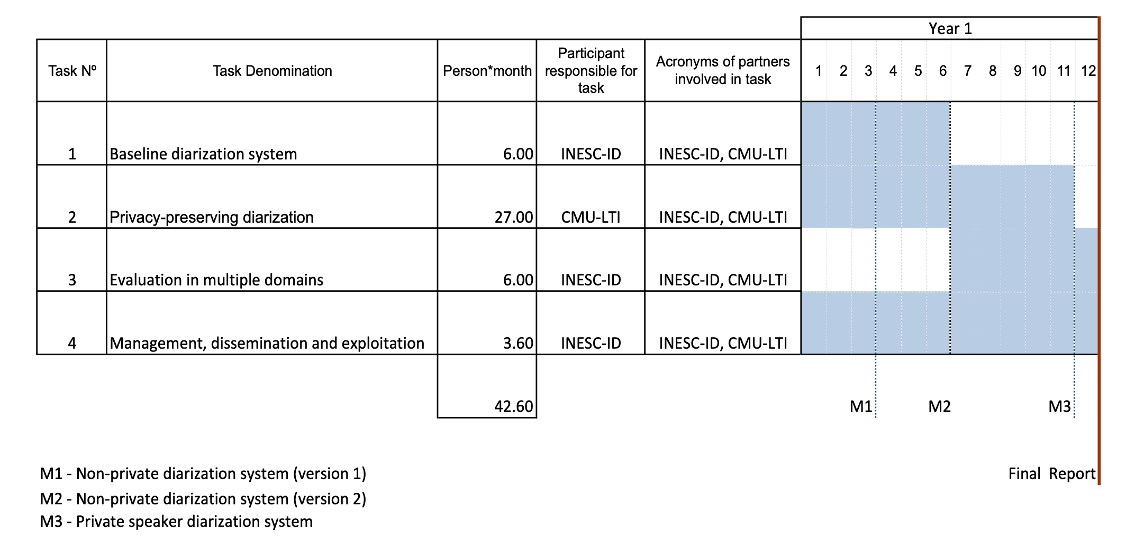 Year 1
Task Nº Task Denomination Person*month Participant responsible for task Acronyms of partners involved in task 1 2 3 4 5 6 7 8 9 10 11 12
1 Baseline diarization system 6.00 INESC-ID INESC-ID, CMU-LTI
2 Privacy-preserving diarization 27.00 CMU-LTI INESC-ID, CMU-LTI
3 Evaluation in multiple domains 6.00 INESC-ID INESC-ID, CMU-LTI
4 Management, dissemination and exploitation 3.60 INESC-ID INESC-ID, CMU-LTI
42.60 M1 M2 M3
M1 - Non-private diarization system (version 1) Final Report
M2 - Non-private diarization system (version 2)
M3 - Private speaker diarization system